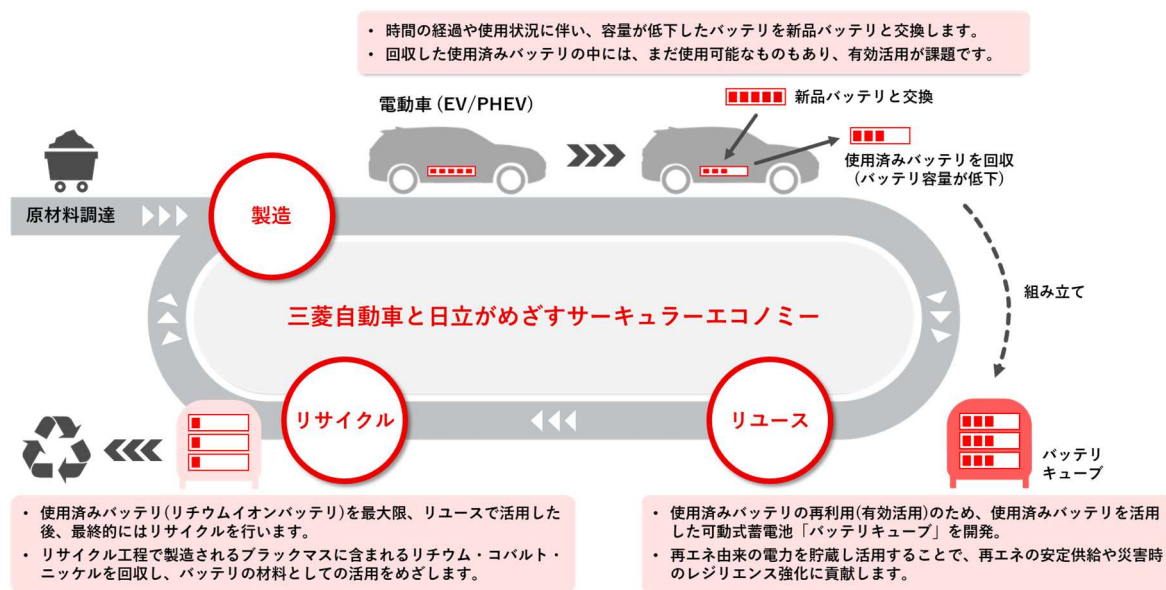 ・ 時間の経過や使用状況に伴い、容量が低下したバッテリを新品バッテリと交換します。
・ 回収した使用済みバッテリの中には、まだ使用可能なものもあり、有効活用が課題です。
電動車 (EV/PHEV)
新品バッテリと交換
使用済みバッテリを回収
(バッテリ容量が低下)
原材料調達
製造
組み立て
三菱自動車と日立がめざすサーキュラーエコノミー
リサイクル
リユース
バッテリ
キューブ
・ 使用済みバッテリ(リチウムイオンバッテリ)を最大限、リユースで活用した
後、最終的にはリサイクルを行います。
・ リサイクル工程で製造されるブラックマスに含まれるリチウム・コバルト・
ニッケルを回収し、バッテリの材料としての活用をめざします。
・ 使用済みバッテリの再利用(有効活用)のため、使用済みバッテリを活用
した可動式蓄電池「バッテリキューブ」を開発。
・ 再エネ由来の電力を貯蔵し活用することで、再エネの安定供給や災害時
のレジリエンス強化に貢献します。